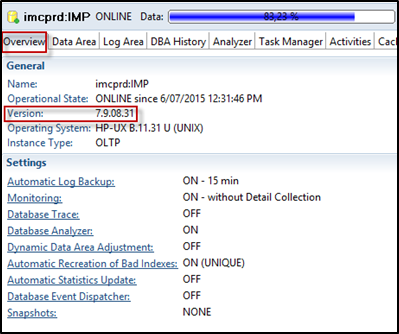 imcprd:IMP ONLINE Data: 83,23 %
Overview Data Area Log Area DBA History Analyzer Task Manager Activities Cac
General
Name: imcprd:IMP
Operational State: ONLINE since 6/07/2015 12:31:46 PM
Version: 7.9.08.31
Operating System: HP-UX B.11.31 U (UNIX)
Instance Type: OLTP
Settings
Automatic Log Backup: ON - 15 min
Monitoring: ON - without Detail Collection
Database Trace: OFF
Database Analyzer: ON
Dynamic Data Area Adjustment: OFF
Automatic Recreation of Bad Indexes: ON (UNIQUE)
Automatic Statistics Update: OFF
Database Event Dispatcher: OFF
Snapshots: NONE